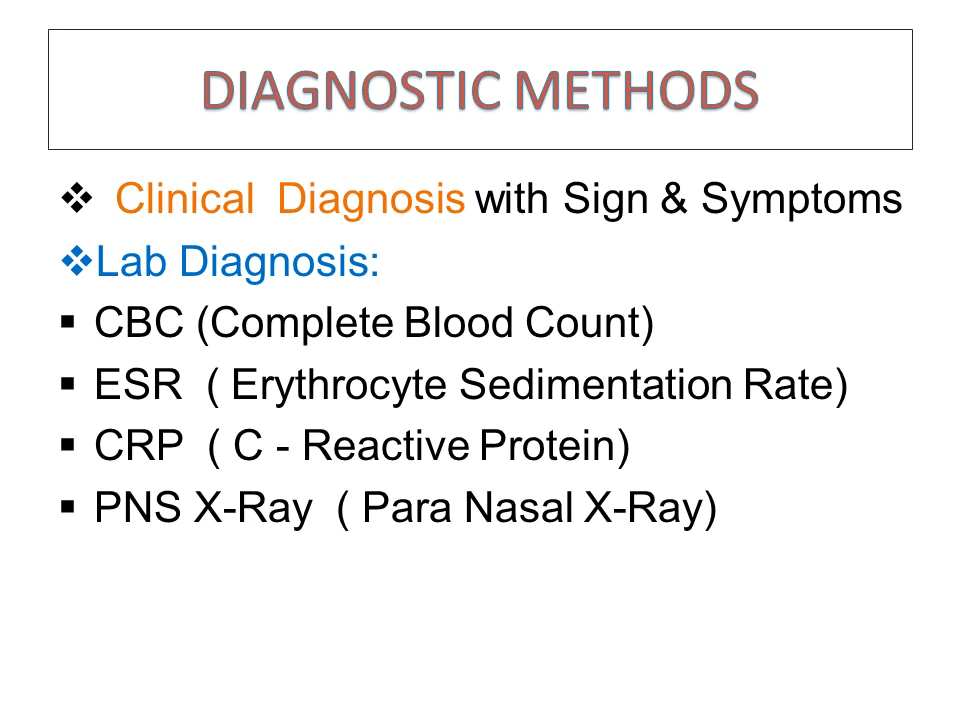 DIAGNOSTIC METHODS
❖ Clinical Diagnosis with Sign & Symptoms
❖Lab Diagnosis:
▪ CBC (Complete Blood Count)
▪ ESR ( Erythrocyte Sedimentation Rate)
▪ CRP ( C - Reactive Protein)
▪ PNS X-Ray ( Para Nasal X-Ray)